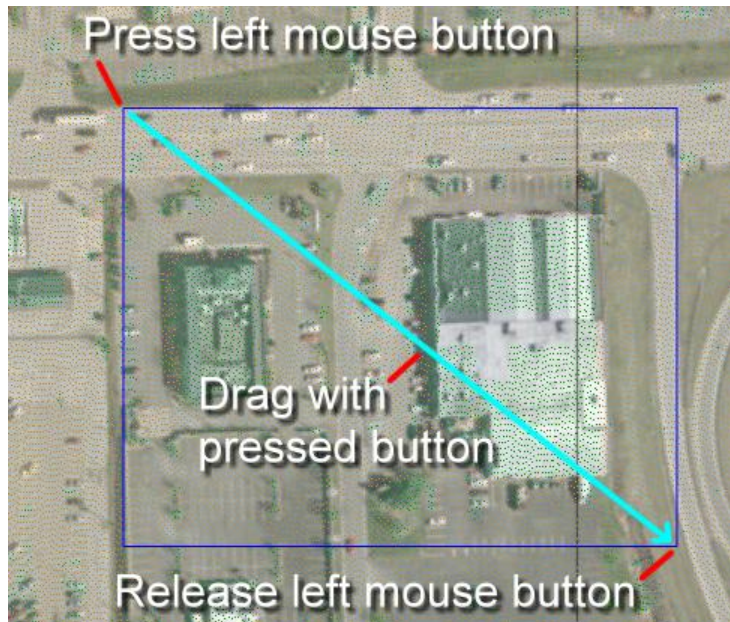 Press left mouse button
Drag with
pressed button
Release left mouse button